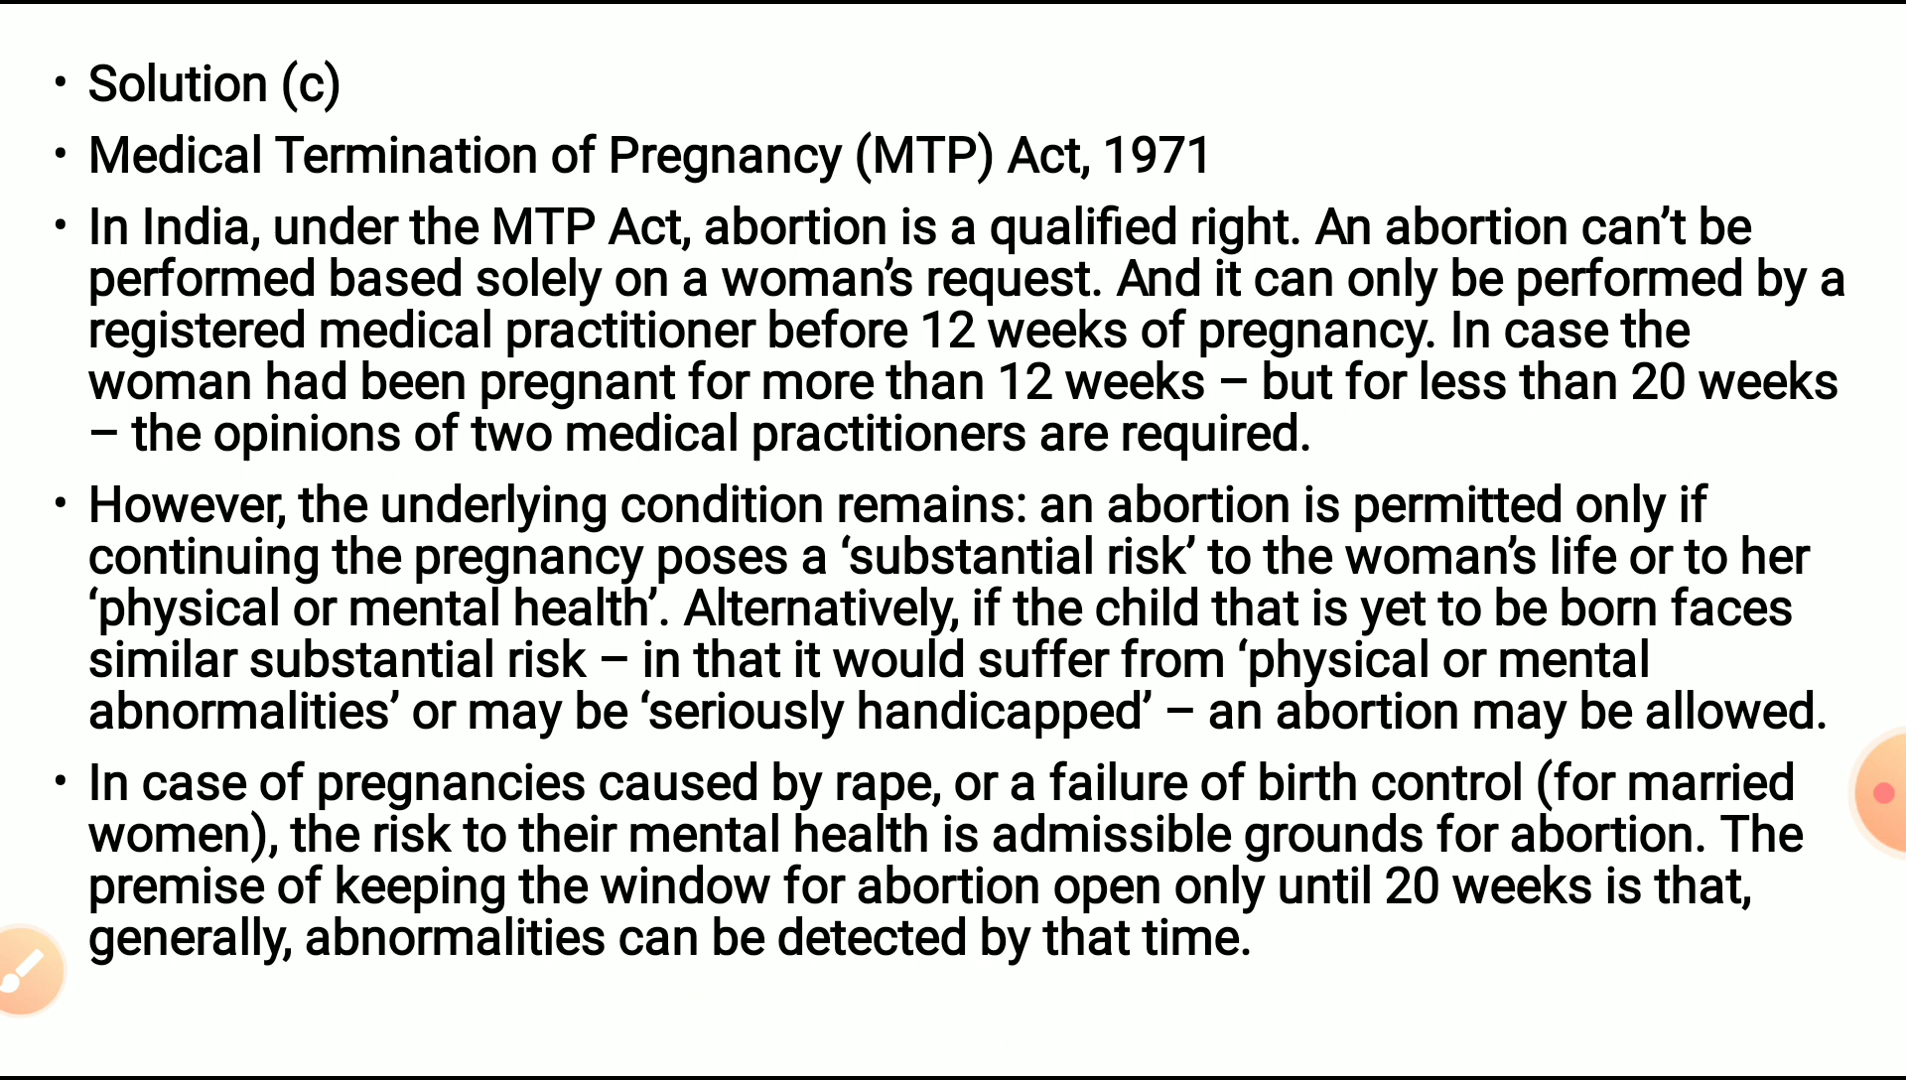 • Solution (c)
• Medical Termination of Pregnancy (MTP) Act, 1971
• In India, under the MTP Act, abortion is a qualified right. An abortion can’t be
performed based solely on a woman’s request. And it can only be performed by a
registered medical practitioner before 12 weeks of pregnancy. In case the
woman had been pregnant for more than 12 weeks – but for less than 20 weeks
– the opinions of two medical practitioners are required.
• However, the underlying condition remains: an abortion is permitted only if
continuing the pregnancy poses a ‘substantial risk’ to the woman’s life or to her
‘physical or mental health’. Alternatively, if the child that is yet to be born faces
similar substantial risk – in that it would suffer from ‘physical or mental
abnormalities’ or may be ‘seriously handicapped’ – an abortion may be allowed.
• In case of pregnancies caused by rape, or a failure of birth control (for married
women), the risk to their mental health is admissible grounds for abortion. The
premise of keeping the window for abortion open only until 20 weeks is that,
generally, abnormalities can be detected by that time.